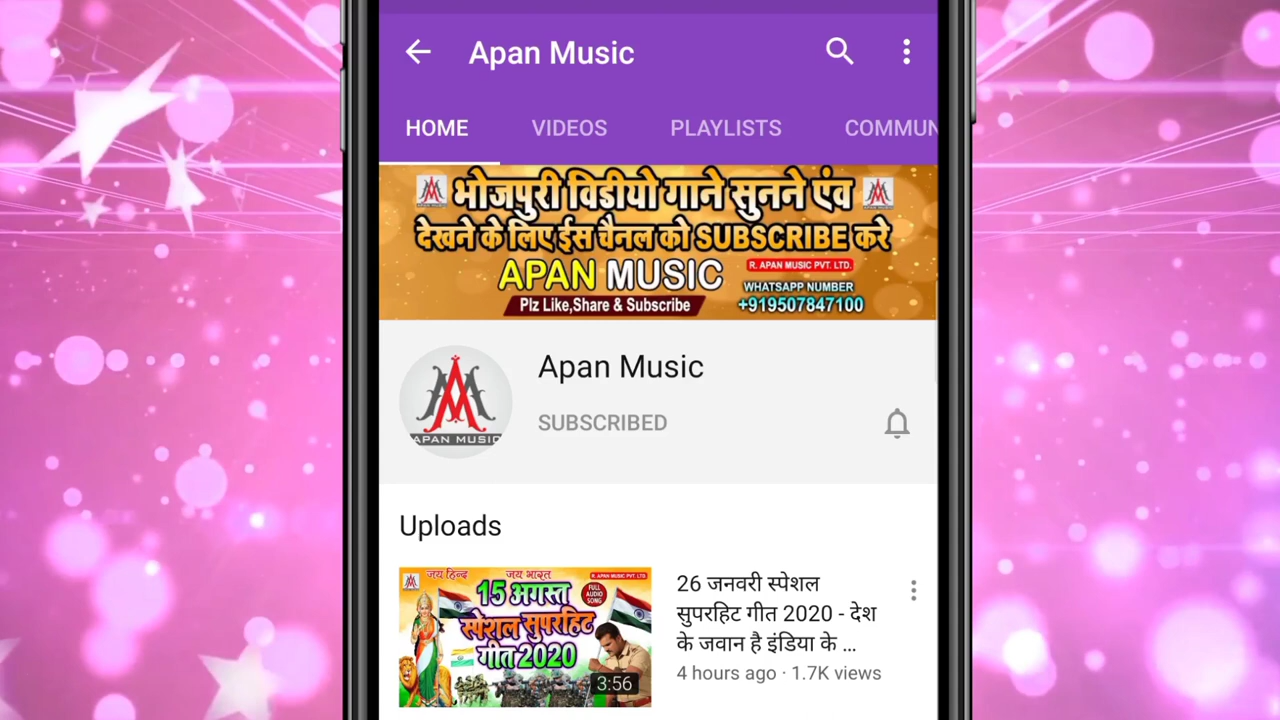 Apan Music
HOME VIDEOS PLAYLISTS COMMUN
भोजपुरी विडीयो गाने सुनने एंव
देखने के लिए ईस चैनल को SUBSCRIBE करे
APAN MUSIC
R. APAN MUSIC PVT. LTD.
WHATSAPP NUMBER
+919507847100
Plz Like,Share & Subscribe
Apan Music
SUBSCRIBED
APAN MUSIC
Uploads
जय हिन्द जय भारत
R. APAN MUSIC PVT. LTD
15 अगस्त
FULL
AUDIO
SONG
स्पेशल सुपरहिट
गीत 2020
3:56
26 जनवरी स्पेशल
सुपरहिट गीत 2020 - देश
के जवान है इंडिया के ...
4 hours ago · 1.7K views